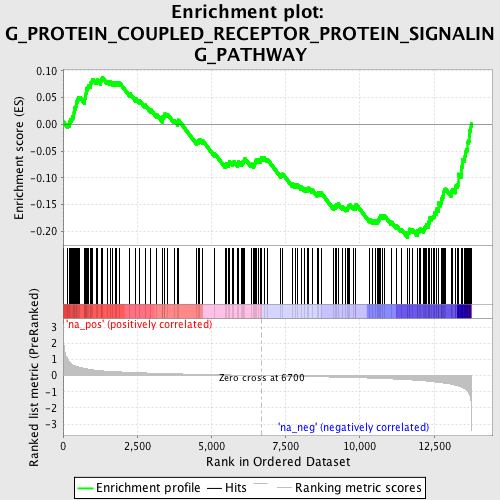 Enrichment plot:
G_PROTEIN_COUPLED_RECEPTOR_PROTEIN_SIGNALIN
G_PATHWAY
Enrichment score (ES)
0.10
0.05
0.00
-0.05
-0.10
-0.15
-0.20
'na_pos' (positively correlated)
Ranked list metric (PreRanked)
3
2
1
0
-1
-2
-3
Zero cross at 6700
'na_neg' (negatively correlated)
0
2,500
5,000
7,500
10,000
12,500
Rank in Ordered Dataset
Enrichment profile
Hits
Ranking metric scores